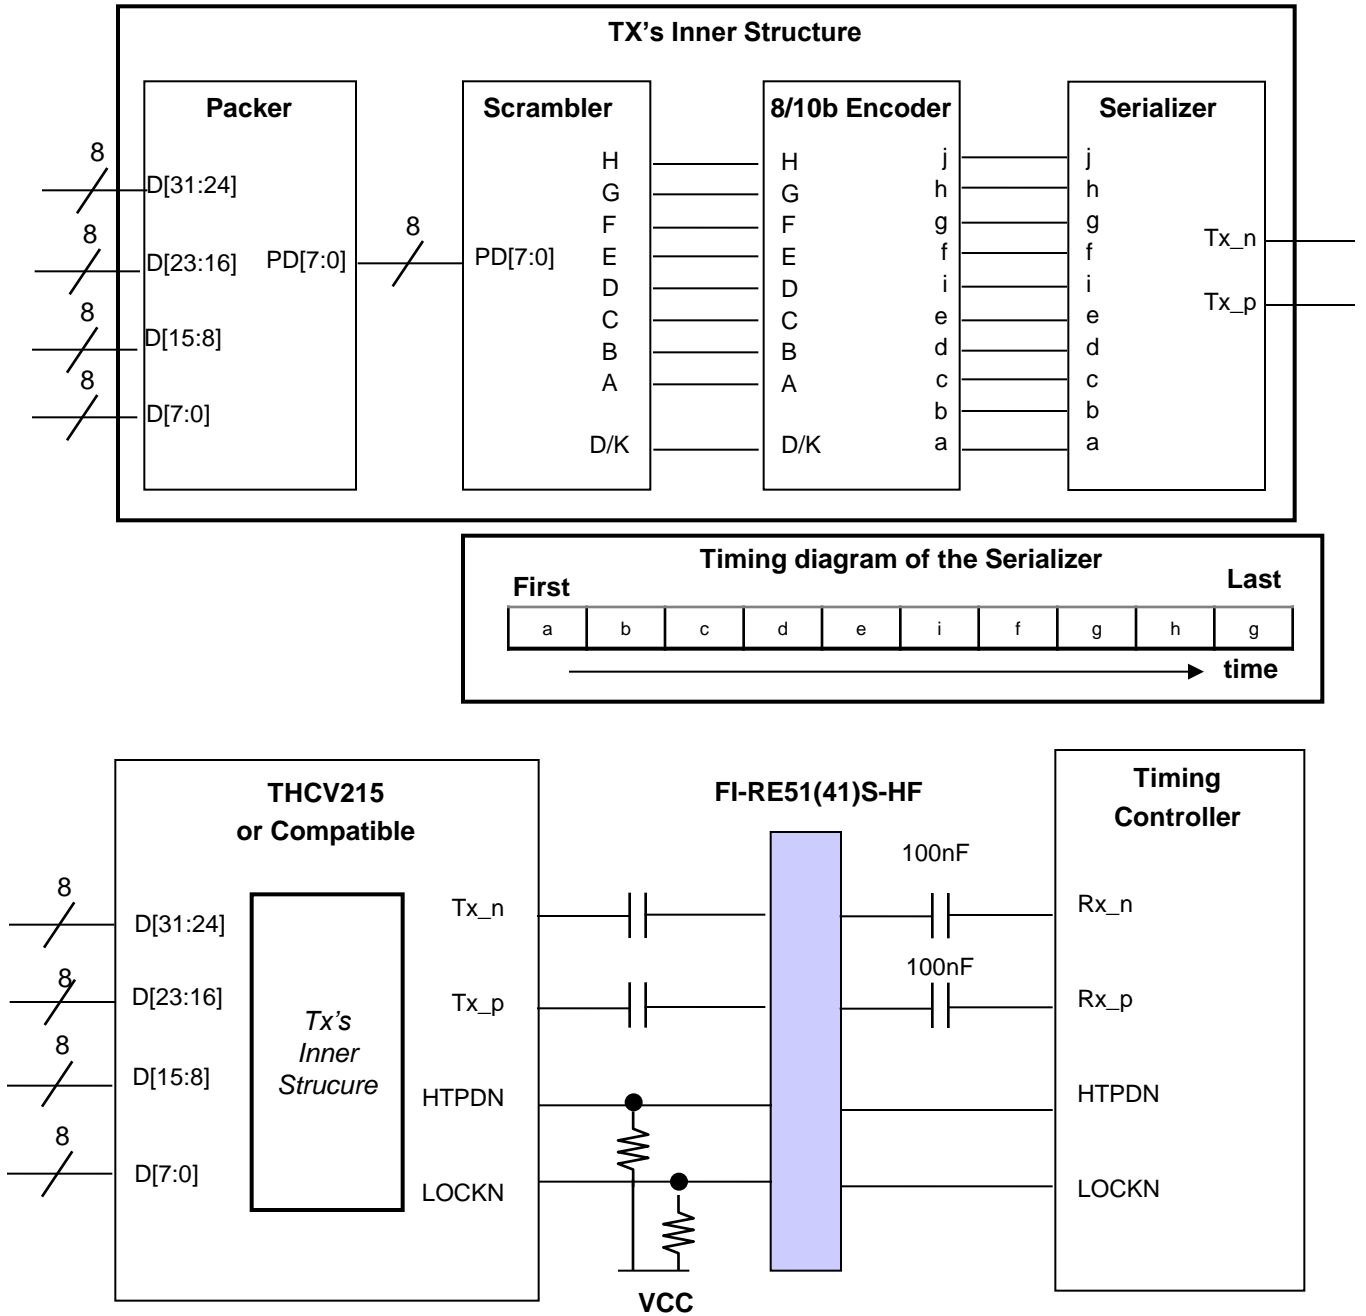 TX's Inner Structure
Packer
Scrambler
8/10b Encoder
Serializer
8
D[31:24]
8
D[23:16]
8
D[15:8]
8
D[7:0]
PD[7:0]
8
PD[7:0]
H
G
F
E
D
C
B
A
D/K
H
G
F
E
D
C
B
A
D/K
j
h
g
f
i
e
d
c
b
a
j
h
g
f
i
e
d
c
b
a
Tx_n
Tx_p
Timing diagram of the Serializer
First
Last
a b c d e i f g h g
time
THCV215
or Compatible
8
D[31:24]
8
D[23:16]
8
D[15:8]
8
D[7:0]
Tx's
Inner
Strucure
Tx_n
Tx_p
HTPDN
LOCKN
VCC
FI-RE51(41)S-HF
100nF
100nF
Timing
Controller
Rx_n
Rx_p
HTPDN
LOCKN